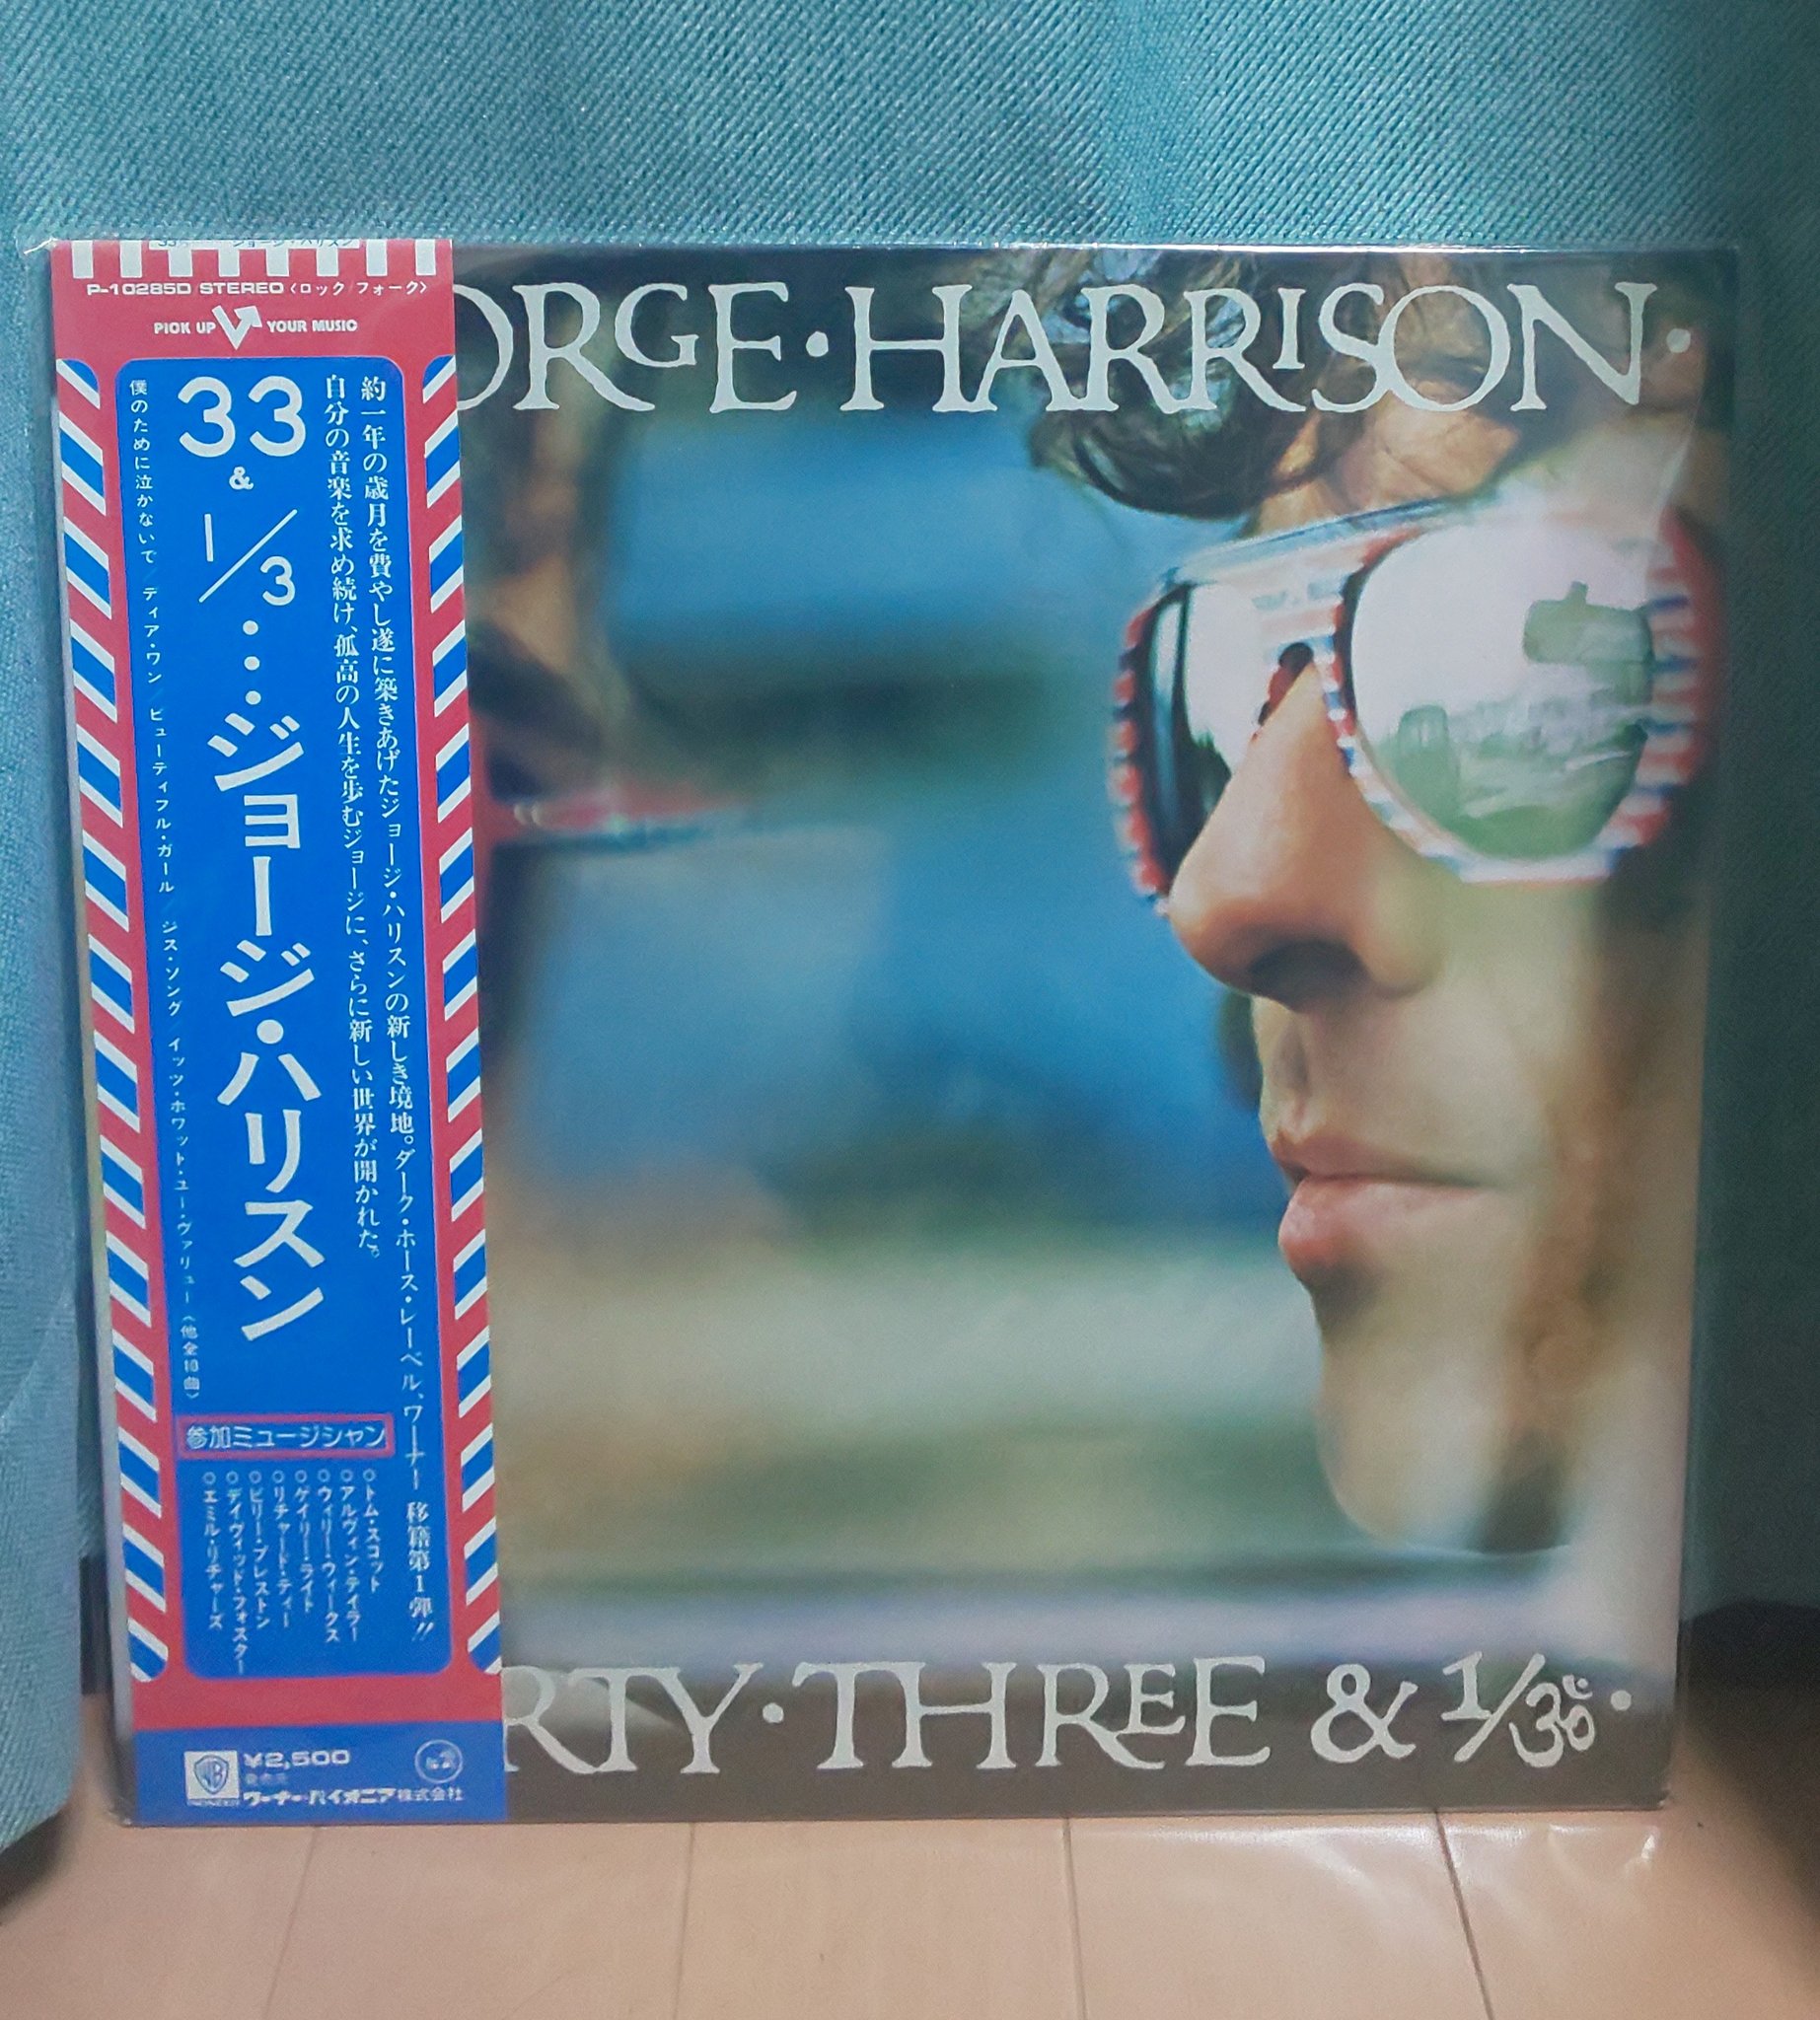 ジョージ・ハリスン
P-10285D STEREO〈ロック/フォーク〉
PICK UP YOUR MUSIC
約一年の歳月を費やし遂に築きあげたジョージ・ハリスンの新しき境地。ダーク・ホース・レーベル、ワーナー移籍第1弾!!
自分の音楽を求め続け、孤高の人生を歩むジョージに、さらに新しい世界が開かれた。
33 & 1/3…ジョージ・ハリスン
僕のために泣かないで/ディア・ワン/ビューティフル・ガール/ジス・ソング/イッツ・ホワット・ユー・ヴァリュー〈他全10曲〉
参加ミュージシャン
○トム・スコット
○アルヴィン・テイラー
○ウィリー・ウィークス
○ゲイリー・ライト
○リチャード・ティー
○ビリー・プレストン
○デイヴィッド・フォスター
○エミル・リチャーズ
¥2,500
ワーナー・パイオニア株式会社
ORGE・HARRISON・
RTY・THREE & 1/3・